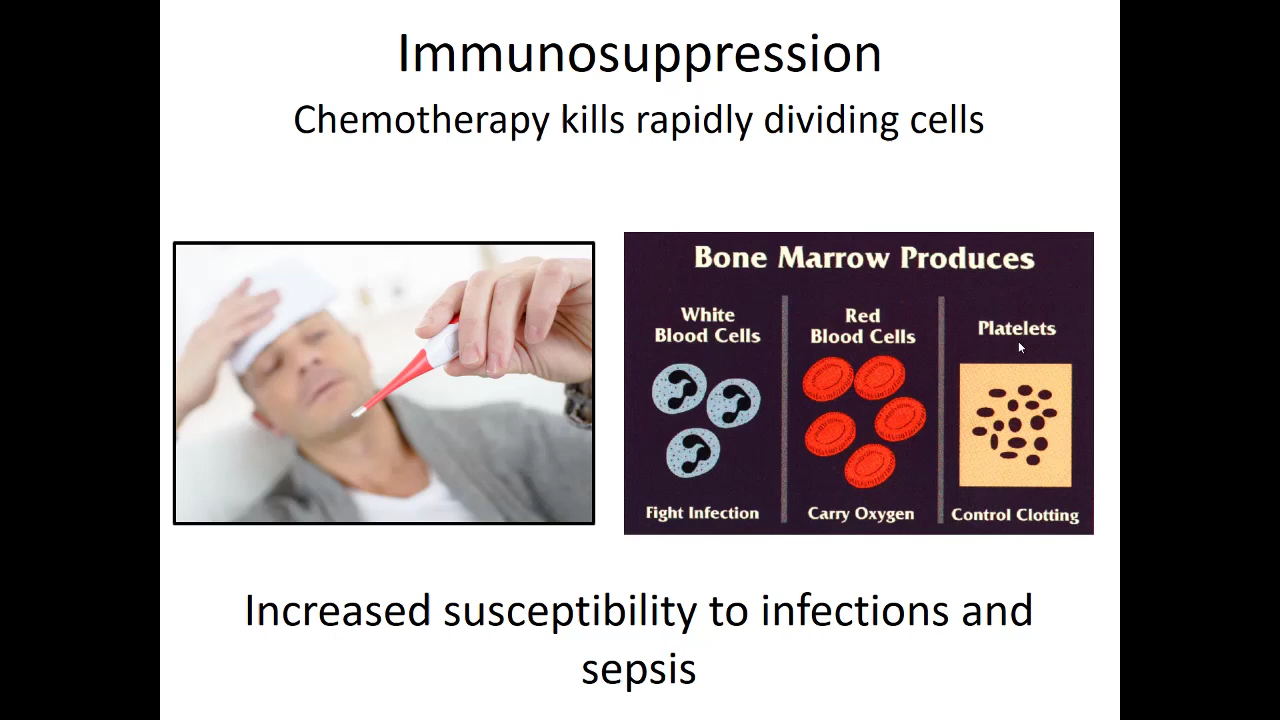 Immunosuppression
Chemotherapy kills rapidly dividing cells
Bone Marrow Produces
White
Blood Cells
Red
Blood Cells
Platelets
Fight Infection
Carry Oxygen
Control Clotting
Increased susceptibility to infections and
sepsis